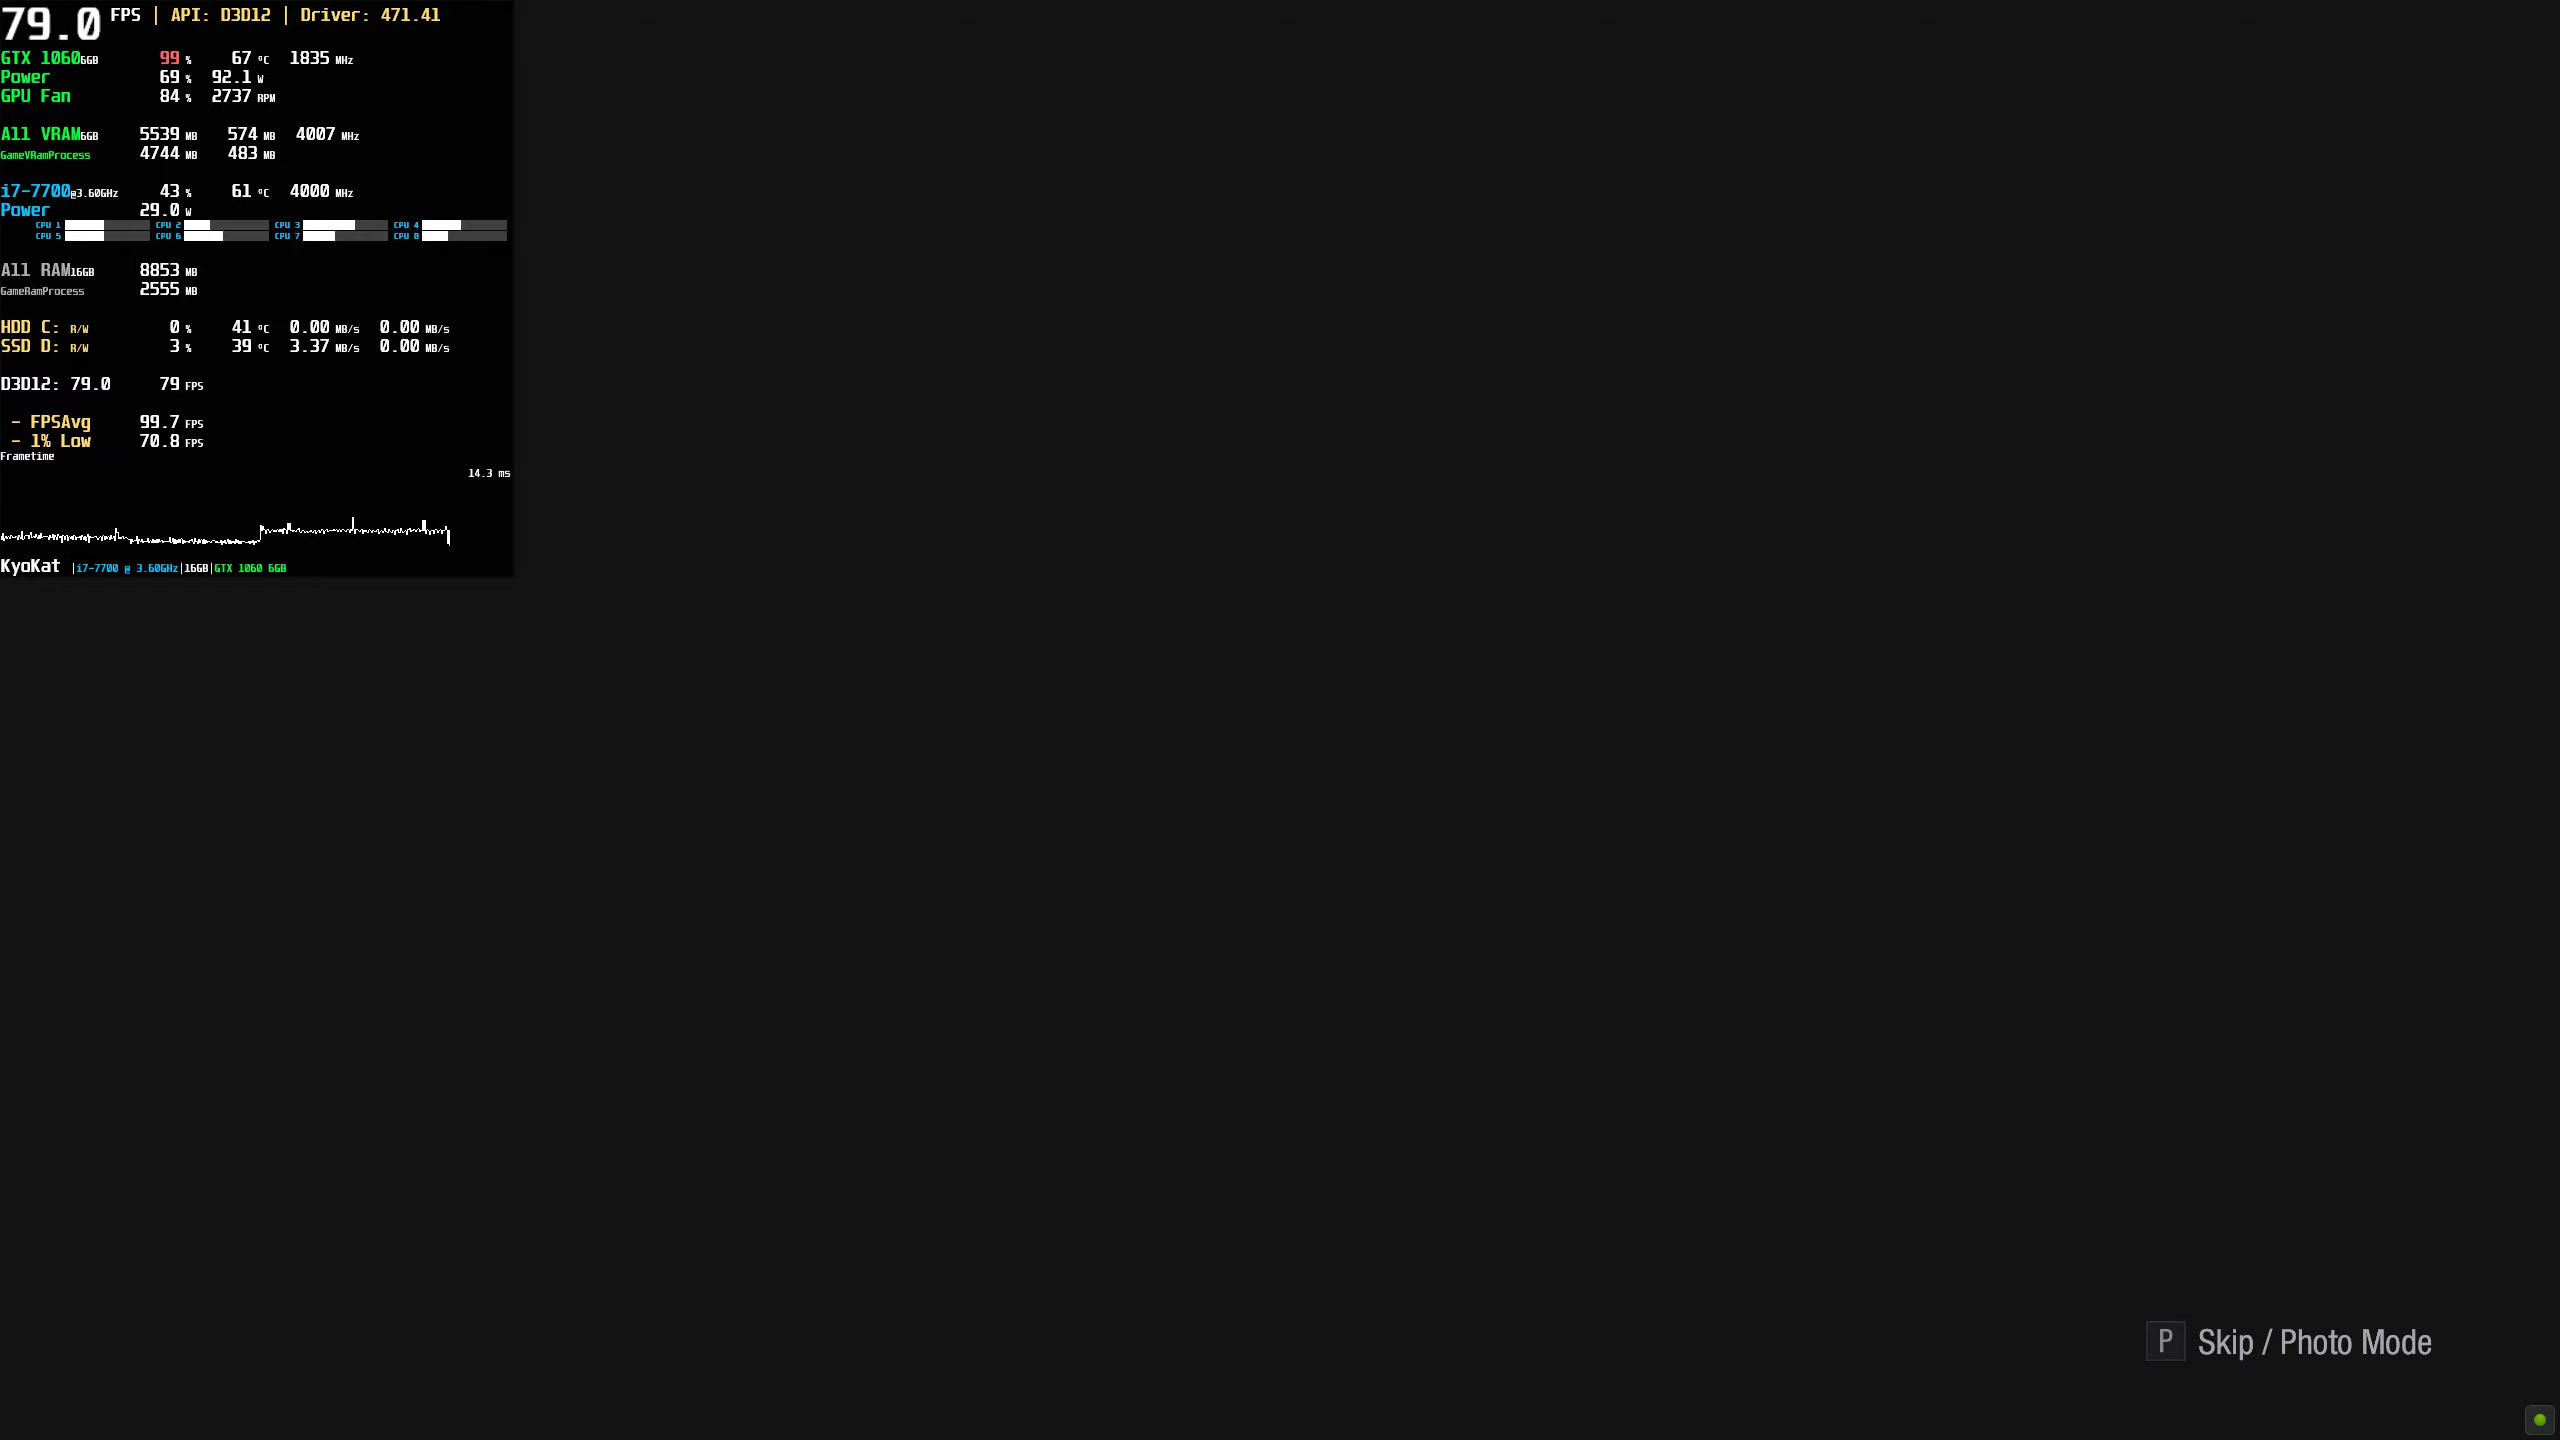 79.0 FPS | API: D3D12 | Driver: 471.41
GTX 1060 6GB 99 % 67 °C 1835 MHz
Power 69 % 92.1 W
GPU Fan 84 % 2737 RPM
All VRAM 6GB 5539 MB 574 MB 4007 MHz
GameVRamProcess 4744 MB 483 MB
i7-7700 @3.60GHz 43 % 61 °C 4000 MHz
Power 29.0 W
CPU 1 CPU 2 CPU 3 CPU 4
CPU 5 CPU 6 CPU 7 CPU 8
All RAM 16GB 8853 MB
GameRamProcess 2555 MB
HDD C: R/W 0 % 41 °C 0.00 MB/s 0.00 MB/s
SSD D: R/W 3 % 39 °C 3.37 MB/s 0.00 MB/s
D3D12: 79.0 79 FPS
- FPSAvg 99.7 FPS
- 1% Low 70.8 FPS
Frametime
14.3 ms
KyoKat |i7-7700 @ 3.60GHz|16GB|GTX 1060 6GB
P Skip / Photo Mode